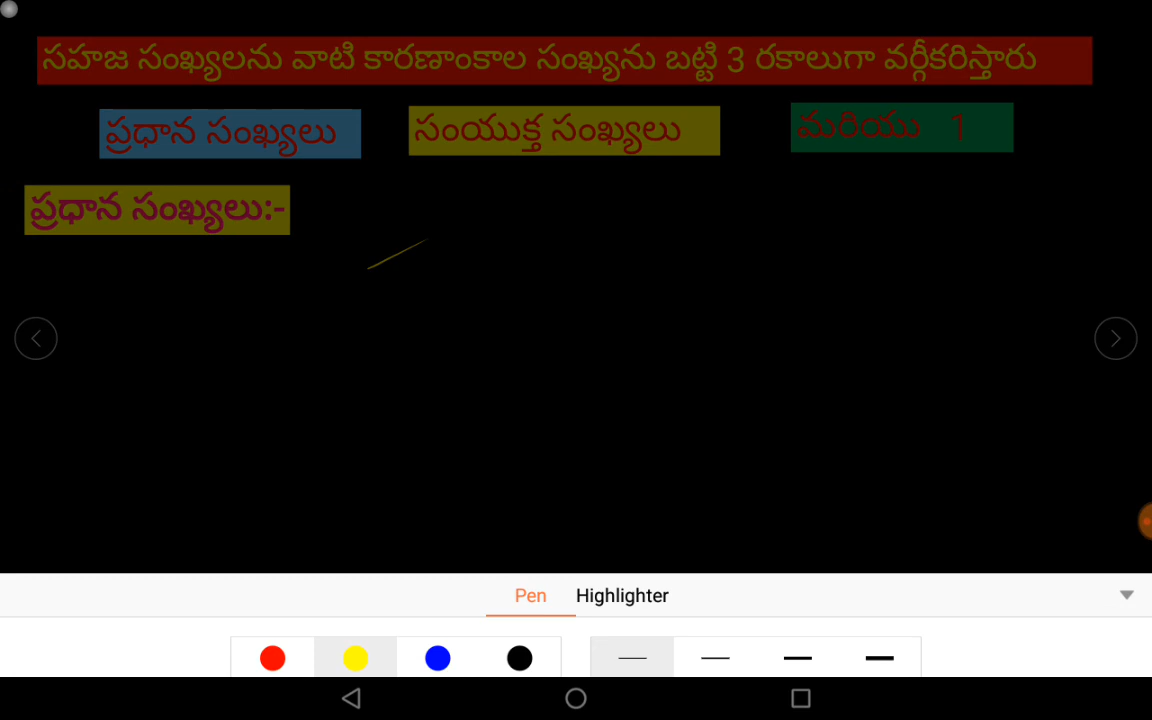 సహజ సంఖ్యలను వాటి కారణాంకాల సంఖ్యను బట్టి 3 రకాలుగా వర్గీకరిస్తారు
ప్రధాన సంఖ్యలు సంయుక్త సంఖ్యలు మరియు 1
ప్రధాన సంఖ్యలు:-
Pen Highlighter